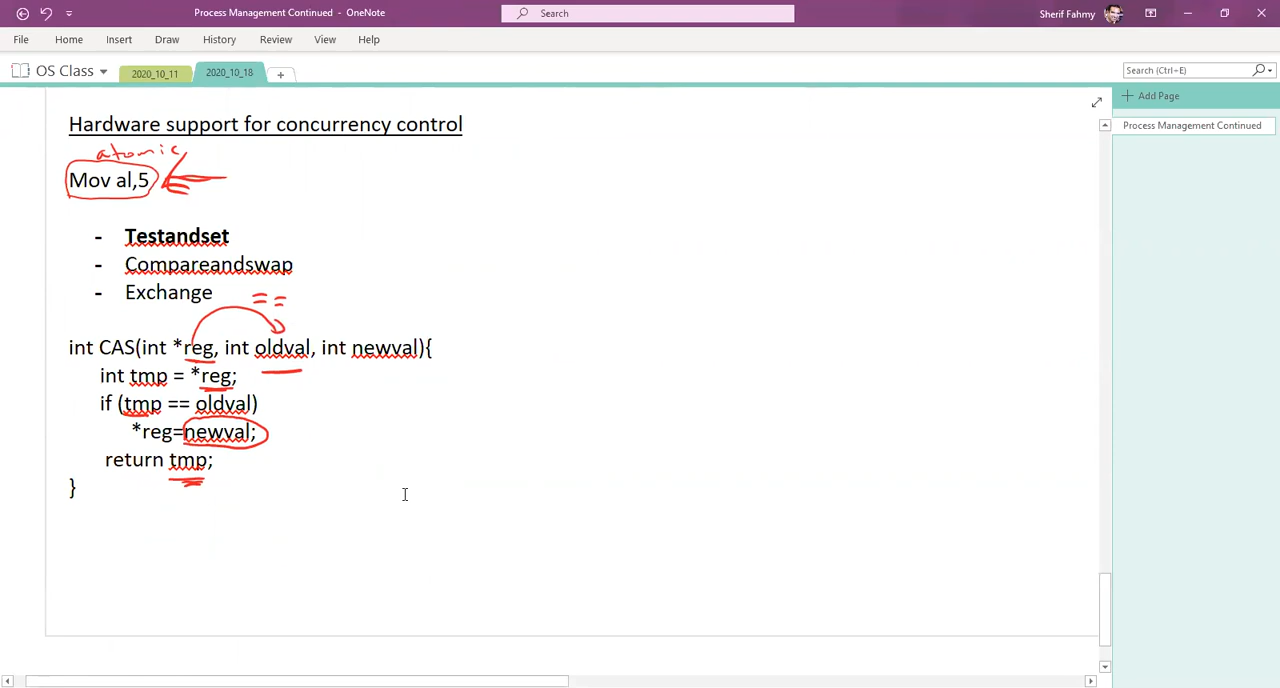 Process Management Continued - OneNote
Search
Sherif Fahmy
File Home Insert Draw History Review View Help
OS Class
2020_10_11
2020_10_18
+
Search (Ctrl+E)
+ Add Page
Process Management Continued
Hardware support for concurrency control
atomic
Mov al,5
- Testandset
- Compareandswap
- Exchange
==
int CAS(int *reg, int oldval, int newval){
int tmp = *reg;
if (tmp == oldval)
*reg=newval;
return tmp;
}